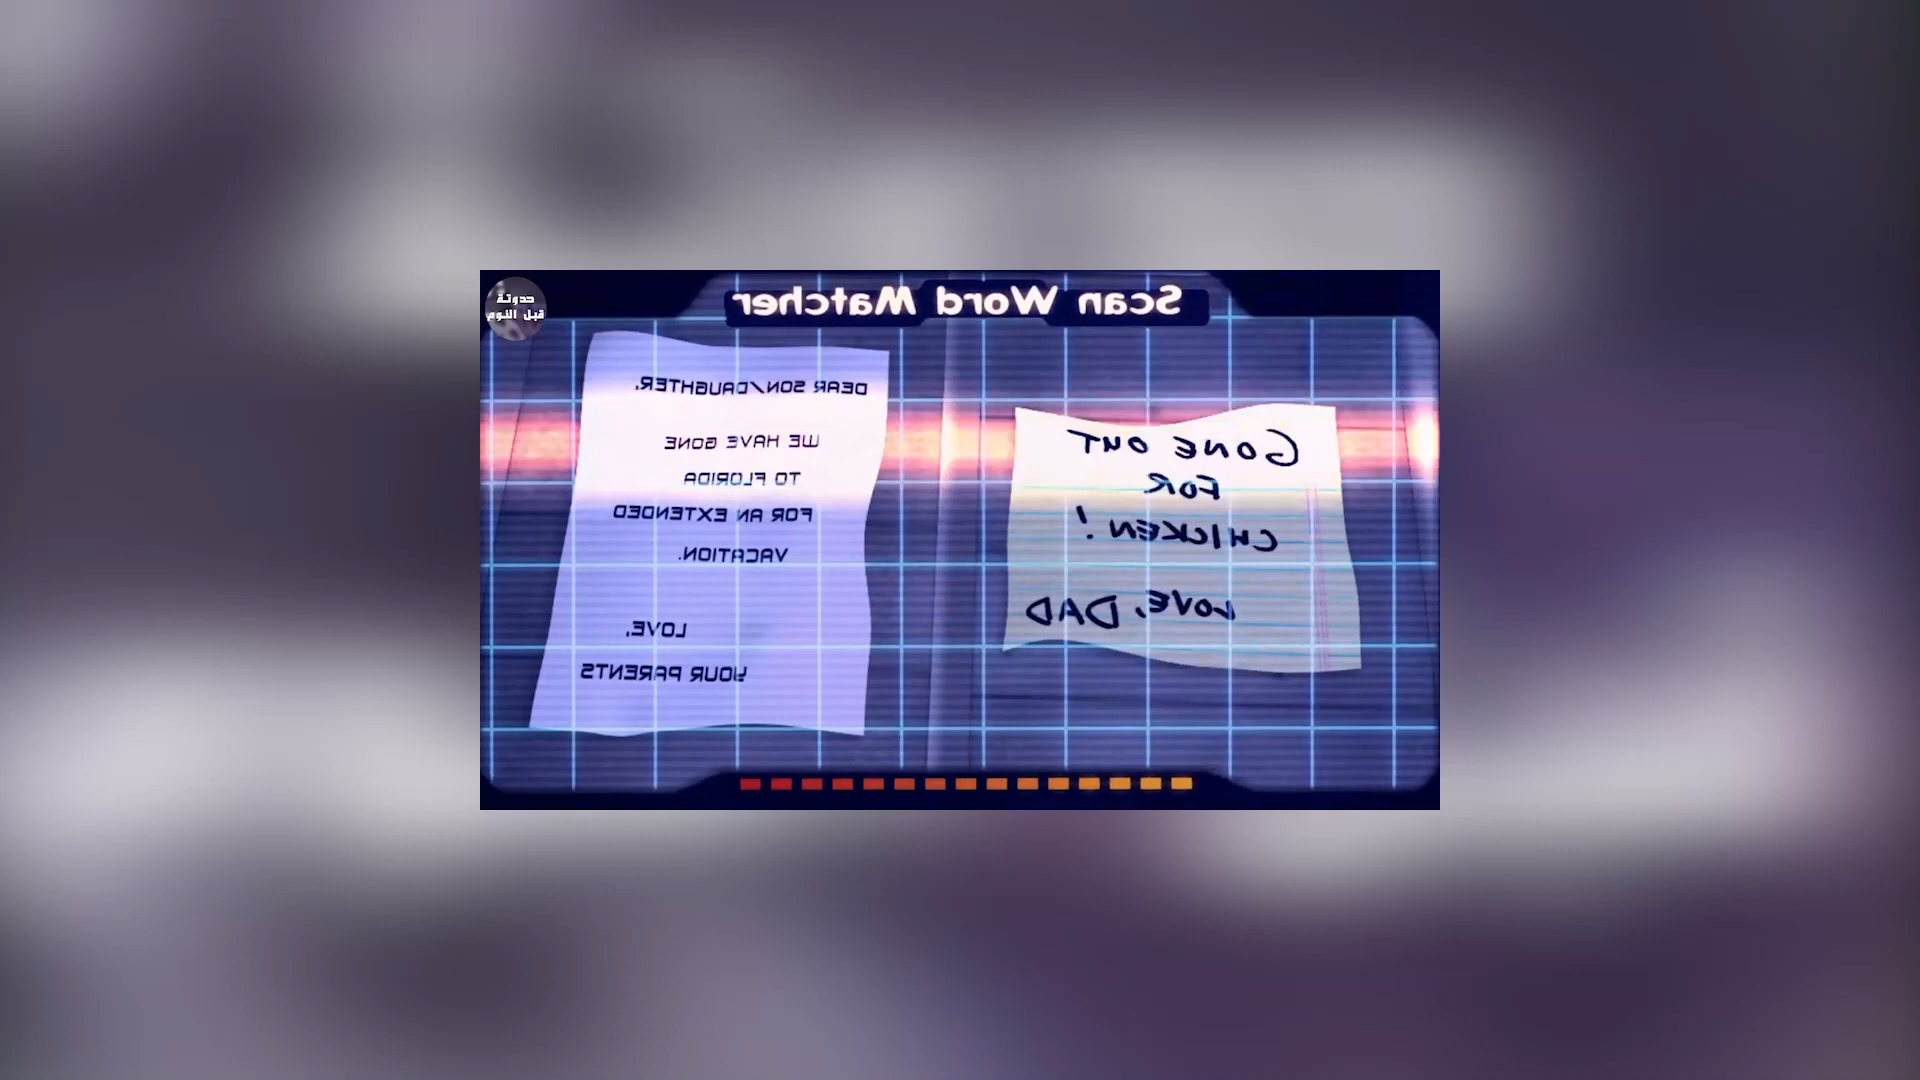 حدوتة
قبل النوم
Scan Word Matcher
GONE OUT
FOR
CHICKEN!
LOVE, DAD
DEAR SON/DAUGHTER,
WE HAVE GONE
TO FLORIDA
FOR AN EXTENDED
VACATION.
LOVE,
YOUR PARENTS